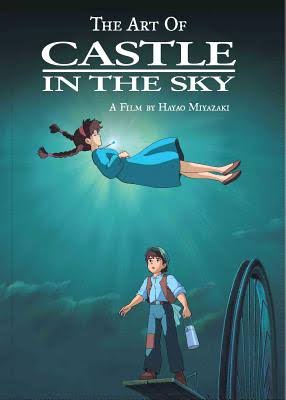 THE ART OF
CASTLE
IN THE SKY
A FILM BY HAYAO MIYAZAKI